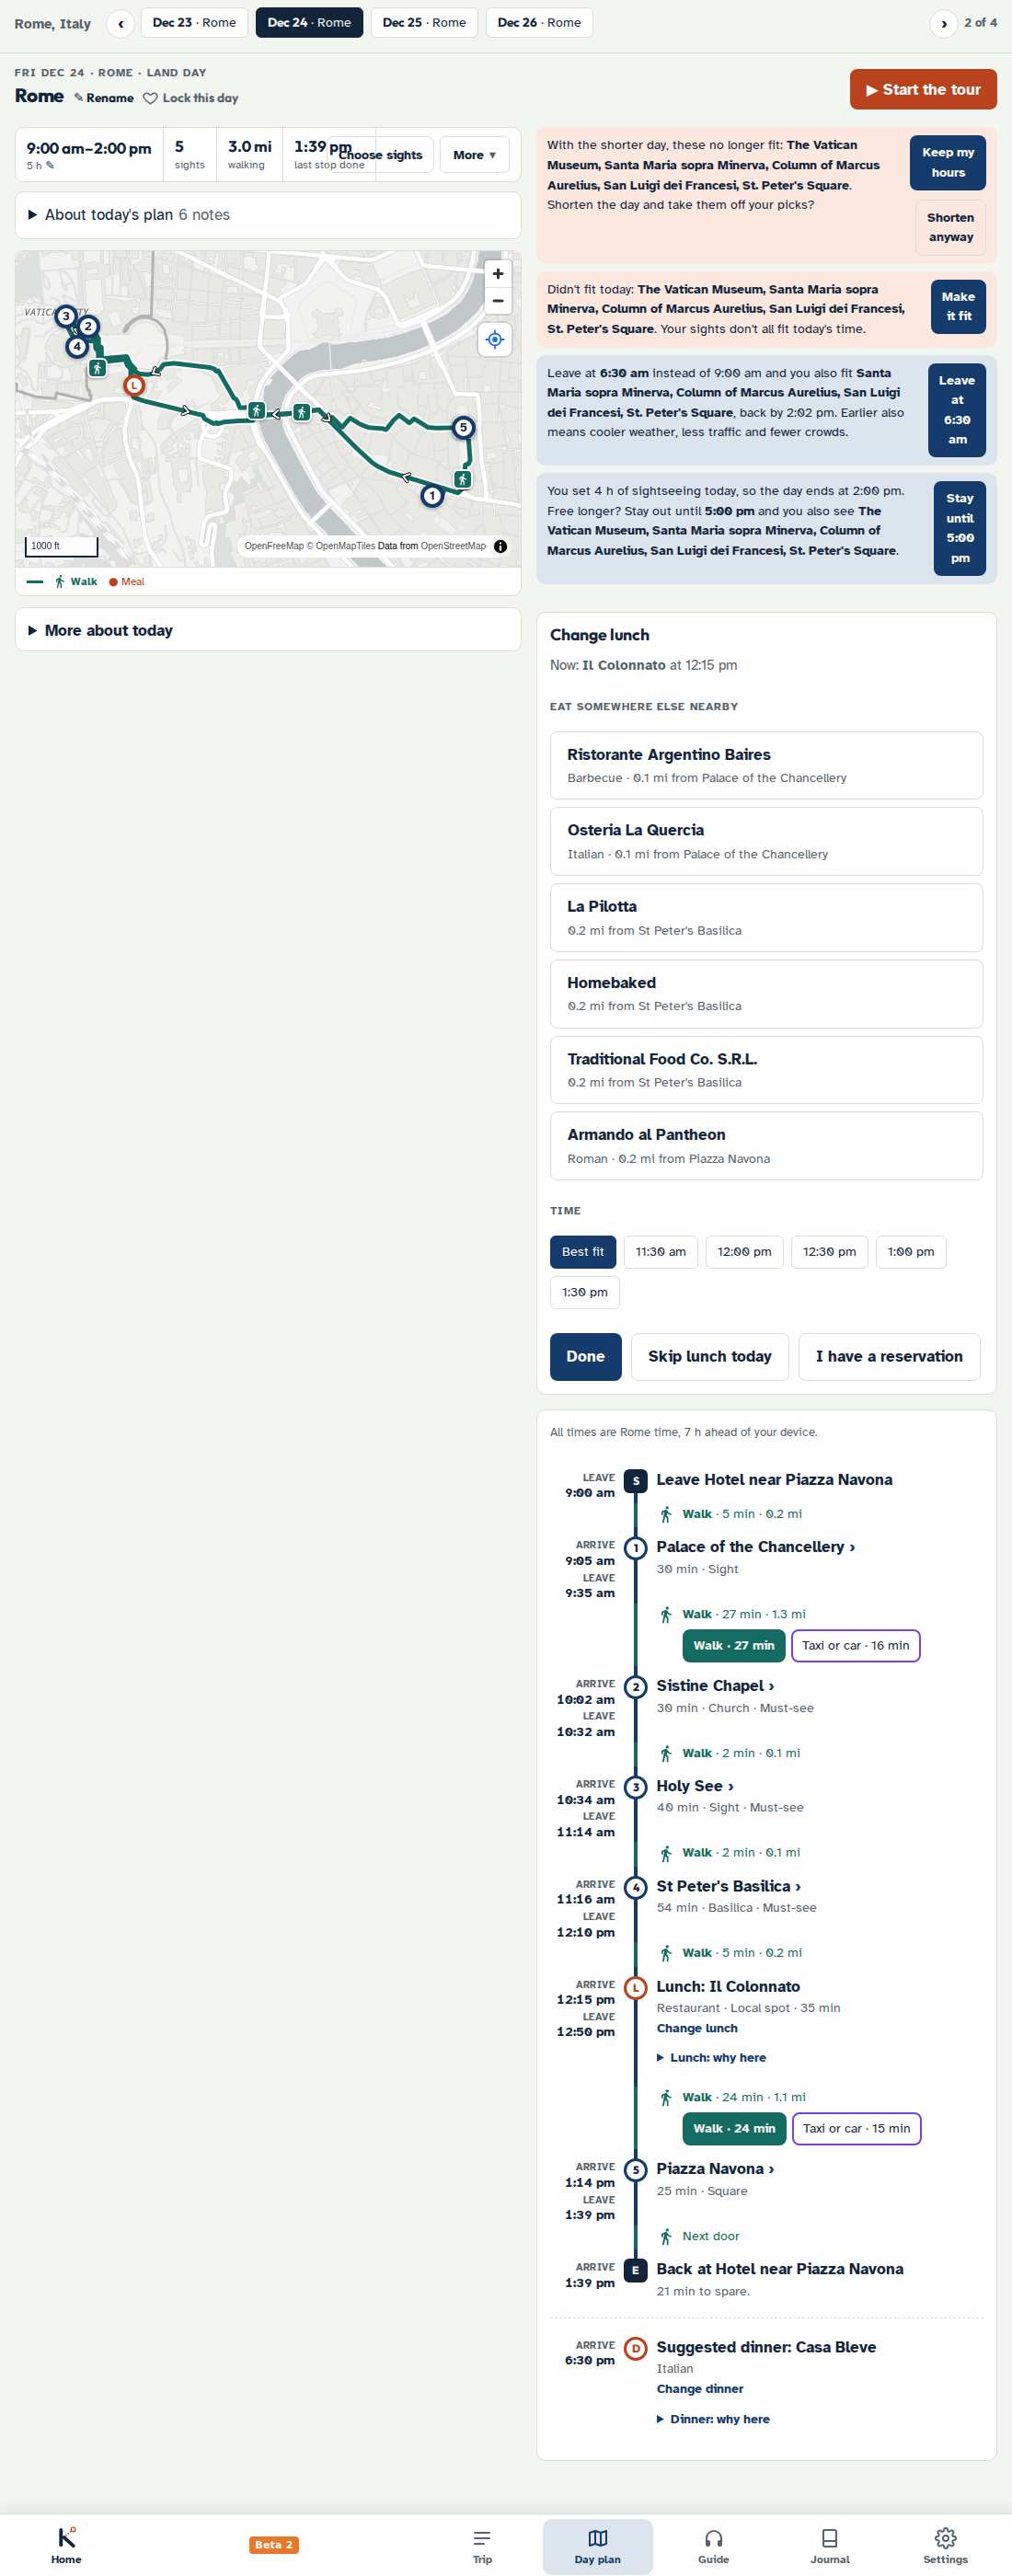 Rome, Italy
‹
Dec 23 · Rome
Dec 24 · Rome
Dec 25 · Rome
Dec 26 · Rome
›
2 of 4
FRI DEC 24 · ROME · LAND DAY
Rome ✎ Rename Lock this day
▶ Start the tour
9:00 am–2:00 pm
5 h ✎
5
sights
3.0 mi
walking
1:39 pm
last stop done
Choose sights
More ▼
▶ About today's plan 6 notes
VATICA
3
2
4
L
5
1
+
−
1000 ft
OpenFreeMap © OpenMapTiles Data from OpenStreetMap
Walk
Meal
▶ More about today
With the shorter day, these no longer fit: The Vatican
Museum, Santa Maria sopra Minerva, Column of Marcus
Aurelius, San Luigi dei Francesi, St. Peter's Square.
Shorten the day and take them off your picks?
Keep my
hours
Shorten
anyway
Didn't fit today: The Vatican Museum, Santa Maria sopra
Minerva, Column of Marcus Aurelius, San Luigi dei Francesi,
St. Peter's Square. Your sights don't all fit today's time.
Make
it fit
Leave at 6:30 am instead of 9:00 and you also fit Santa
Maria sopra Minerva, Column of Marcus Aurelius, San Luigi
dei Francesi, St. Peter's Square, back by 2:02 pm. Earlier also
means cooler weather, less traffic and fewer crowds.
Leave
at
6:30
am
You set 4 h of sightseeing today, so the day ends at 2:00 pm.
Free longer? Stay out until 5:00 pm and you also see The
Vatican Museum, Santa Maria sopra Minerva, Column of
Marcus Aurelius, San Luigi dei Francesi, St. Peter's Square.
Stay
until
5:00
pm
Change lunch
Now: Il Colonnato at 12:15 pm
EAT SOMEWHERE ELSE NEARBY
Ristorante Argentino Baires
Barbecue · 0.1 mi from Palace of the Chancellery
Osteria La Quercia
Italian · 0.1 mi from Palace of the Chancellery
La Pilotta
0.2 mi from St Peter's Basilica
Homebaked
0.2 mi from St Peter's Basilica
Traditional Food Co. S.R.L.
0.2 mi from St Peter's Basilica
Armando al Pantheon
Roman · 0.2 mi from Piazza Navona
TIME
Best fit
11:30 am
12:00 pm
12:30 pm
1:00 pm
1:30 pm
Done
Skip lunch today
I have a reservation
All times are Rome time, 7 h ahead of your device.
LEAVE
9:00 am
S
Leave Hotel near Piazza Navona
Walk · 5 min · 0.2 mi
ARRIVE
9:05 am
LEAVE
9:35 am
1
Palace of the Chancellery ›
30 min · Sight
Walk · 27 min · 1.3 mi
Walk · 27 min
Taxi or car · 16 min
ARRIVE
10:02 am
LEAVE
10:32 am
2
Sistine Chapel ›
30 min · Church · Must-see
Walk · 2 min · 0.1 mi
ARRIVE
10:34 am
LEAVE
11:14 am
3
Holy See ›
40 min · Sight · Must-see
Walk · 2 min · 0.1 mi
ARRIVE
11:16 am
LEAVE
12:10 pm
4
St Peter's Basilica ›
54 min · Basilica · Must-see
Walk · 5 min · 0.2 mi
ARRIVE
12:15 pm
LEAVE
12:50 pm
L
Lunch: Il Colonnato
Restaurant · Local spot · 35 min
Change lunch
▶ Lunch: why here
Walk · 24 min · 1.1 mi
Walk · 24 min
Taxi or car · 15 min
ARRIVE
1:14 pm
LEAVE
1:39 pm
5
Piazza Navona ›
25 min · Square
Next door
ARRIVE
1:39 pm
E
Back at Hotel near Piazza Navona
21 min to spare.
ARRIVE
6:30 pm
D
Suggested dinner: Casa Bleve
Italian
Change dinner
▶ Dinner: why here
Home
Beta 2
Trip
Day plan
Guide
Journal
Settings